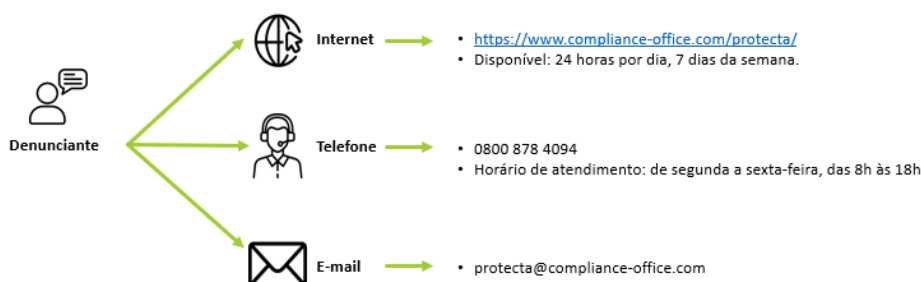 Internet
• https://www.compliance-office.com/protecta/
• Disponível: 24 horas por dia, 7 dias da semana.
Denunciante
Telefone
• 0800 878 4094
• Horário de atendimento: de segunda a sexta-feira, das 8h às 18h
E-mail
• protecta@compliance-office.com